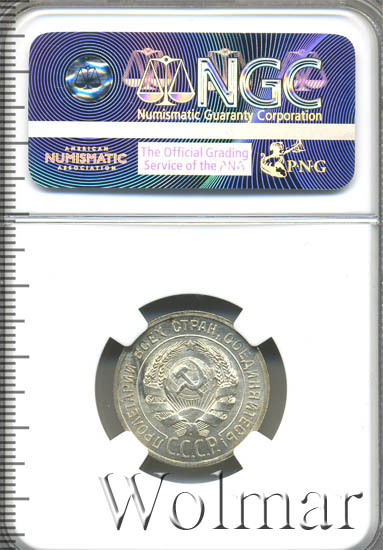 NGC
Numismatic Guaranty Corporation
AMERICAN
NUMISMATIC
ASSOCIATION
The Official Grading
Service of the PNG
P·N·G
ПРОЛЕТАРИИ ВСЕХ СТРАН, СОЕДИНЯЙТЕСЬ!
С.С.С.Р.
Wolmar